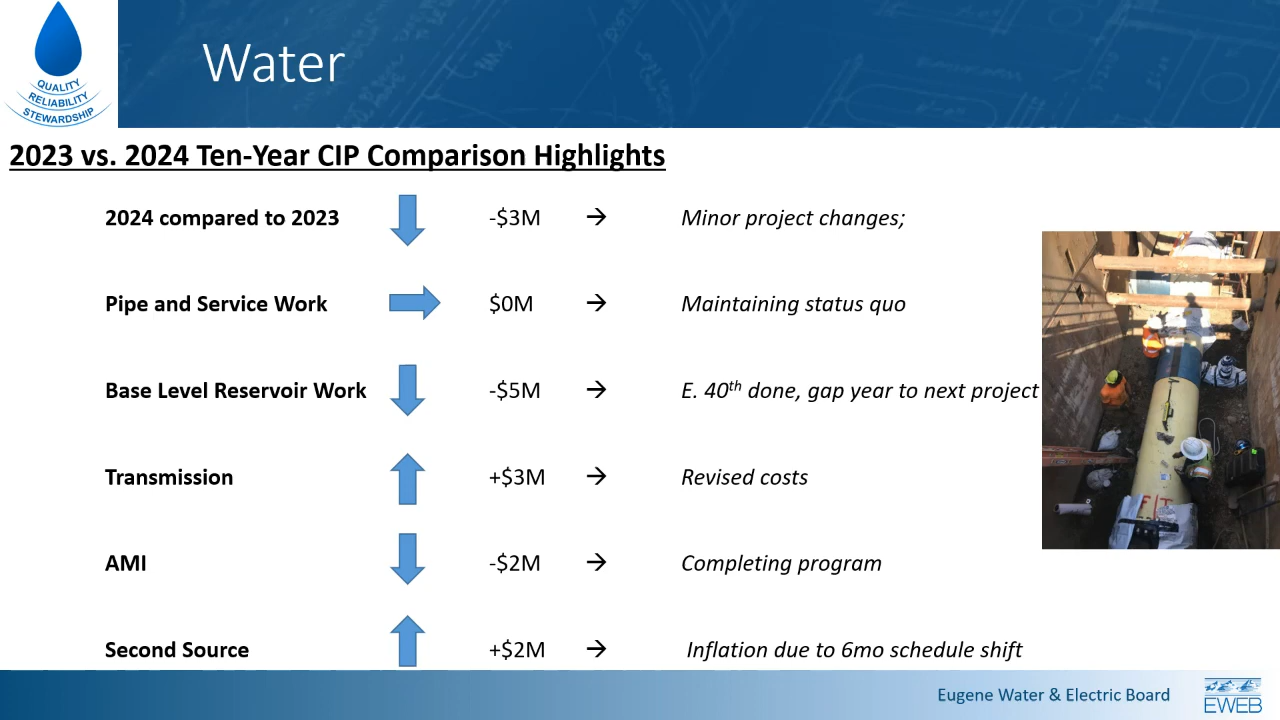 QUALITY
RELIABILITY
STEWARDSHIP
Water
2023 vs. 2024 Ten-Year CIP Comparison Highlights
2024 compared to 2023 -$3M → Minor project changes;
Pipe and Service Work $0M → Maintaining status quo
Base Level Reservoir Work -$5M → E. 40th done, gap year to next project
Transmission +$3M → Revised costs
AMI -$2M → Completing program
Second Source +$2M → Inflation due to 6mo schedule shift
F/T
Eugene Water & Electric Board
EWEB